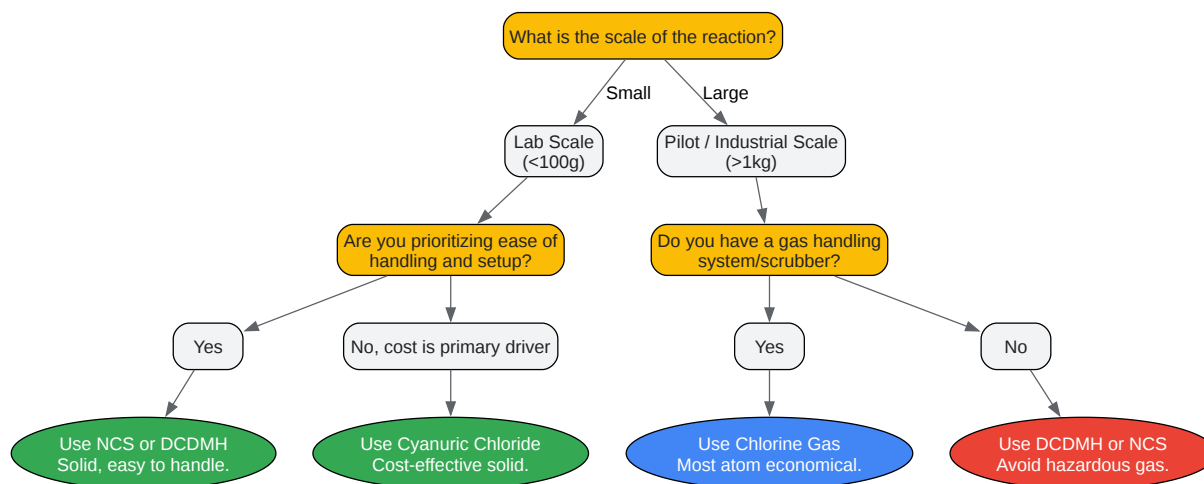 What is the scale of the reaction?
Small
Large
Lab Scale
(<100g)
Pilot / Industrial Scale
(>1kg)
Are you prioritizing ease of
handling and setup?
Do you have a gas handling
system/scrubber?
Yes
No, cost is primary driver
Yes
No
Use NCS or DCDMH
Solid, easy to handle.
Use Cyanuric Chloride
Cost-effective solid.
Use Chlorine Gas
Most atom economical.
Use DCDMH or NCS
Avoid hazardous gas.